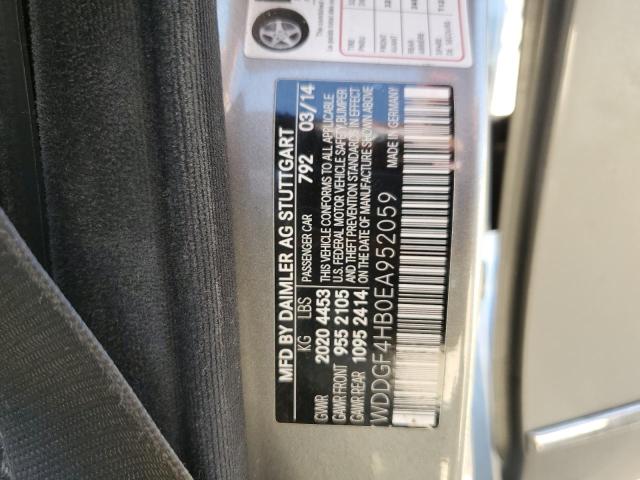 MFD BY DAIMLER AG STUTTGART
KG LBS PASSENGER CAR 792 03/14
GVWR 2020 4453
GAWR FRONT 955 2105
GAWR REAR 1095 2414
THIS VEHICLE CONFORMS TO ALL APPLICABLE
U.S. FEDERAL MOTOR VEHICLE SAFETY, BUMPER
AND THEFT PREVENTION STANDARDS IN EFFECT
ON THE DATE OF MANUFACTURE SHOWN ABOVE
MADE IN GERMANY
WDDGF4HB0EA952059